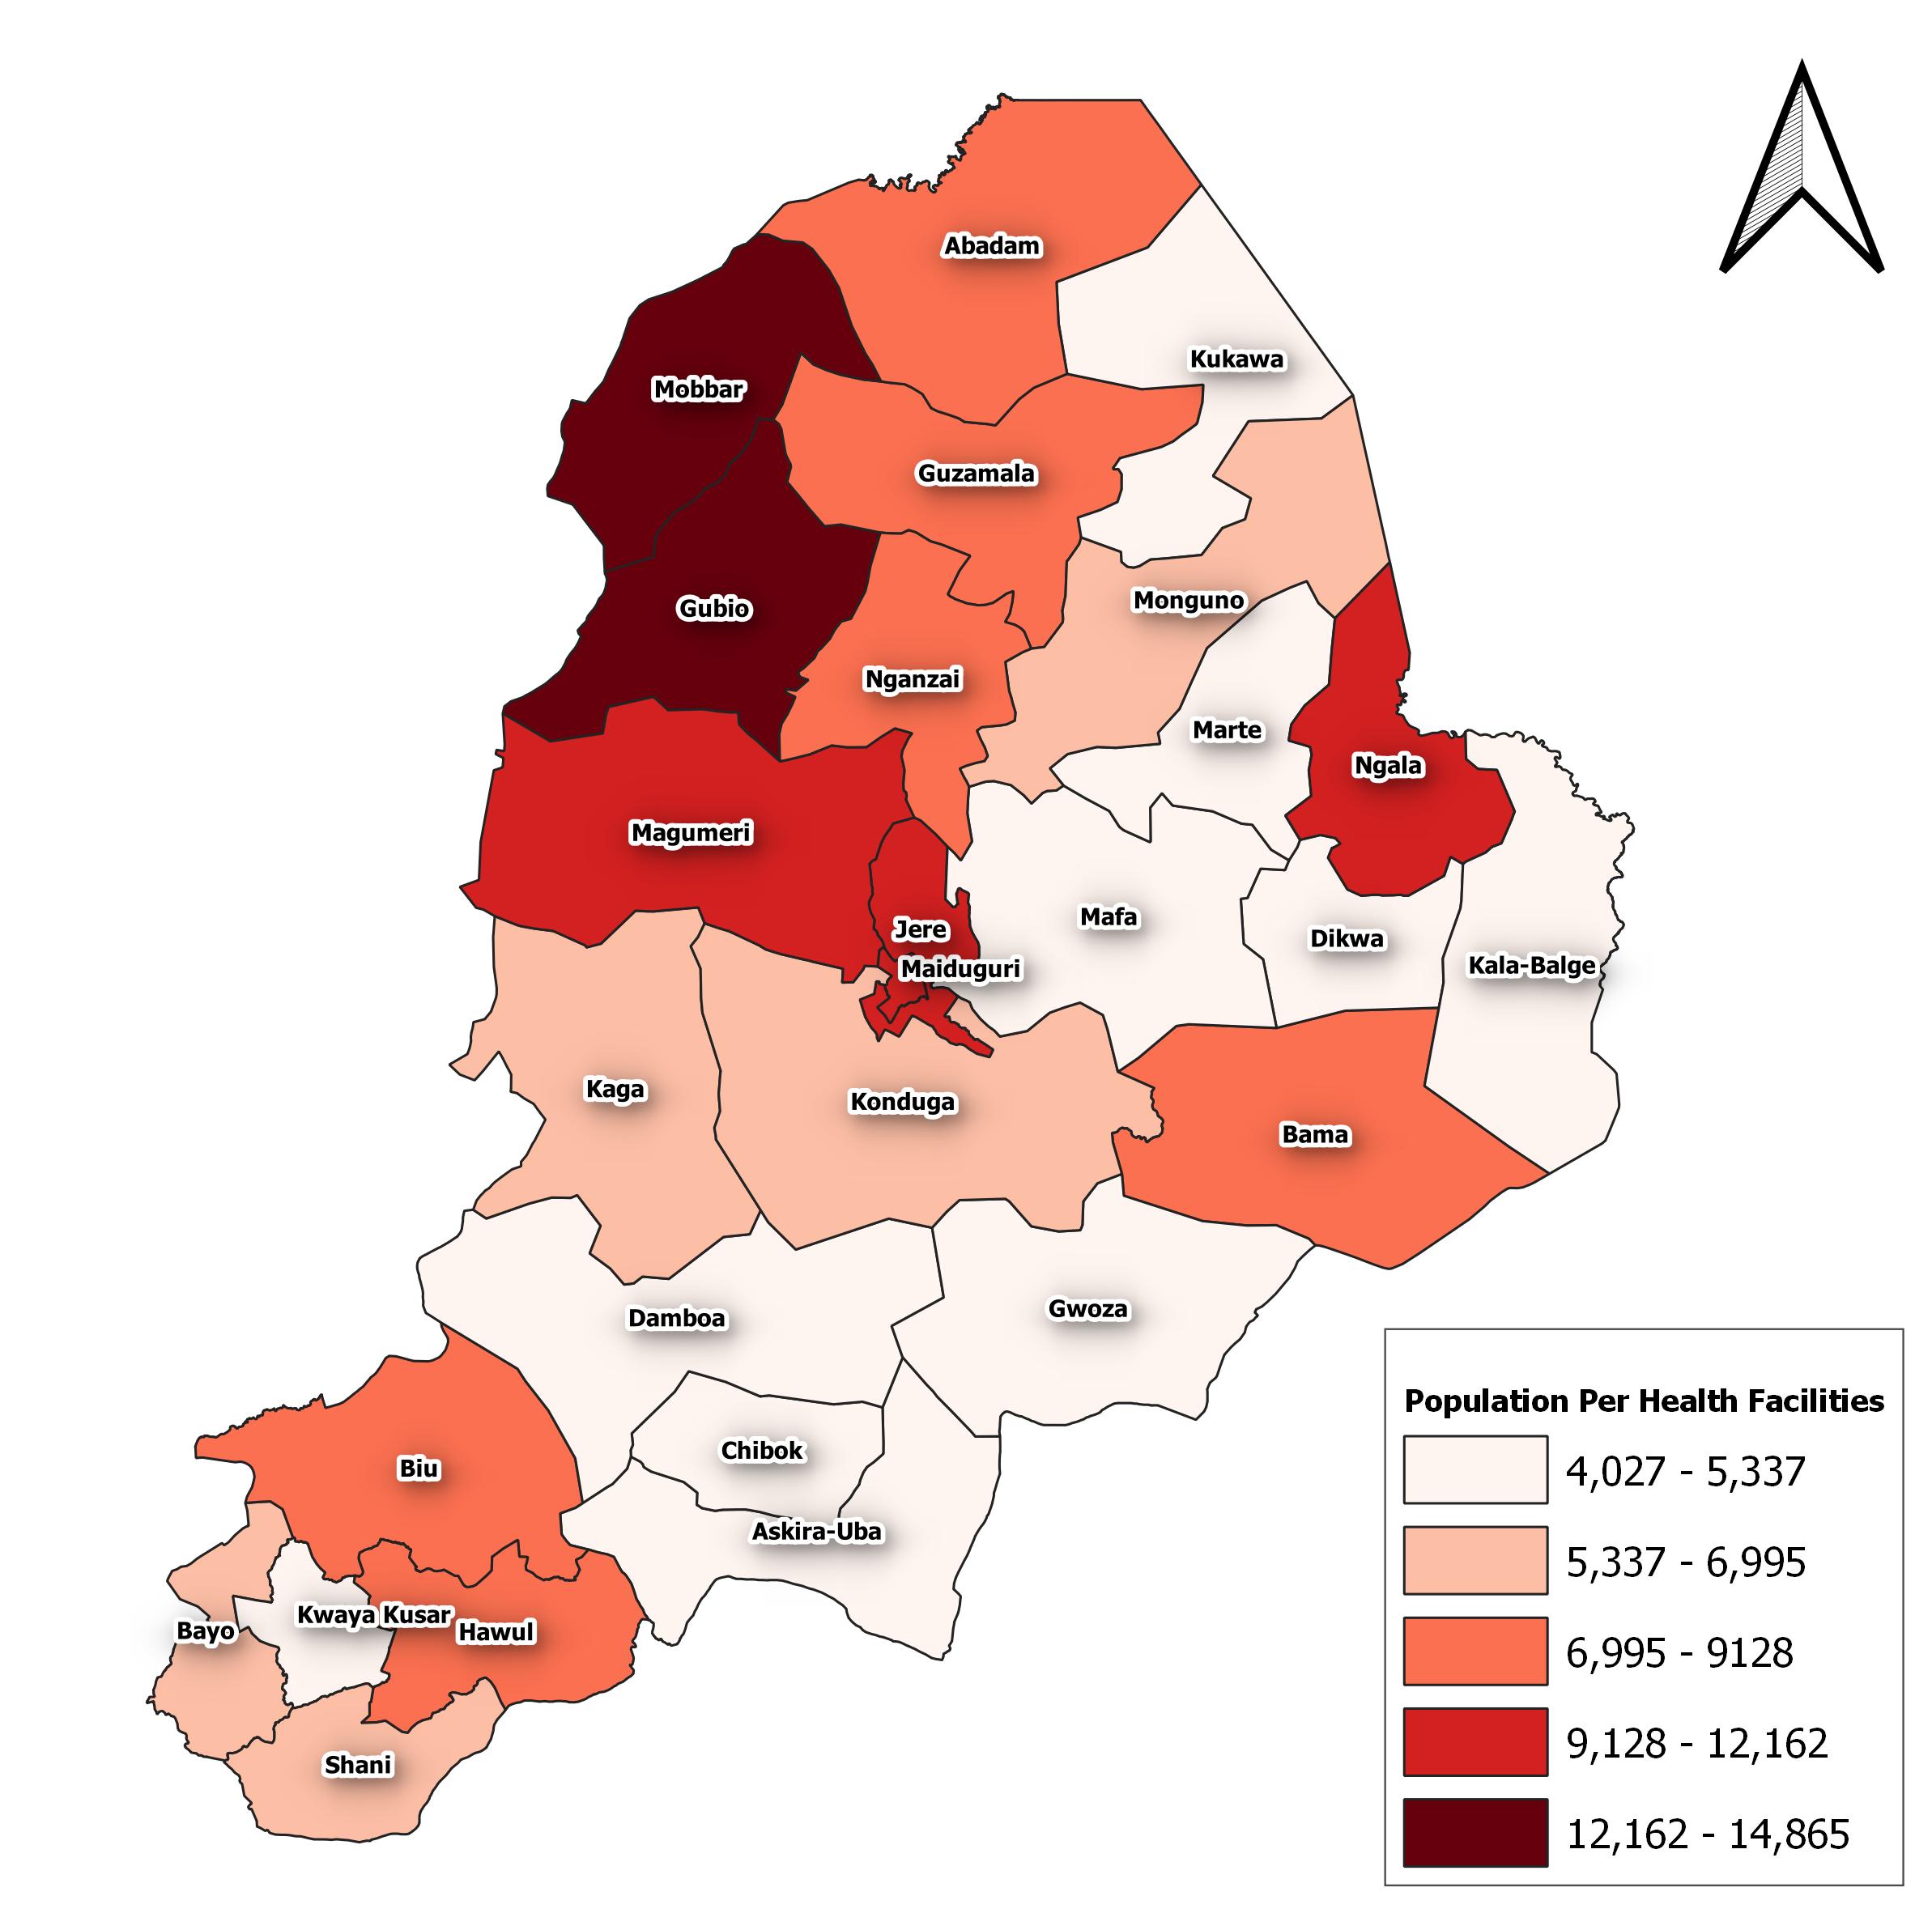 Abadam
Kukawa
Mobbar
Guzamala
Monguno
Gubio
Nganzai
Marte
Ngala
Magumeri
Mafa
Jere
Dikwa
Maiduguri
Kala-Balge
Kaga
Konduga
Bama
Damboa
Gwoza
Chibok
Biu
Askira-Uba
Kwaya Kusar
Bayo
Hawul
Shani
Population Per Health Facilities
4,027 - 5,337
5,337 - 6,995
6,995 - 9128
9,128 - 12,162
12,162 - 14,865